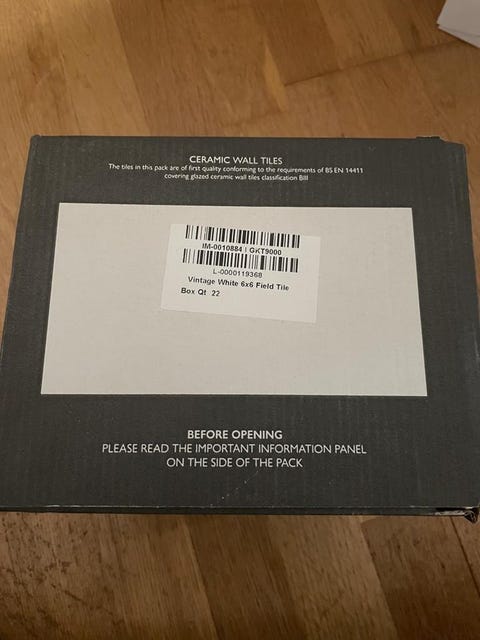 CERAMIC WALL TILES
The tiles in this pack are of first quality conforming to the requirements of BS EN 14411
covering glazed ceramic wall tiles classification BIII
IM-0010884 | GKT9000
L-0000119368
Vintage White 6x6 Field Tile
Box Qt 22
BEFORE OPENING
PLEASE READ THE IMPORTANT INFORMATION PANEL
ON THE SIDE OF THE PACK